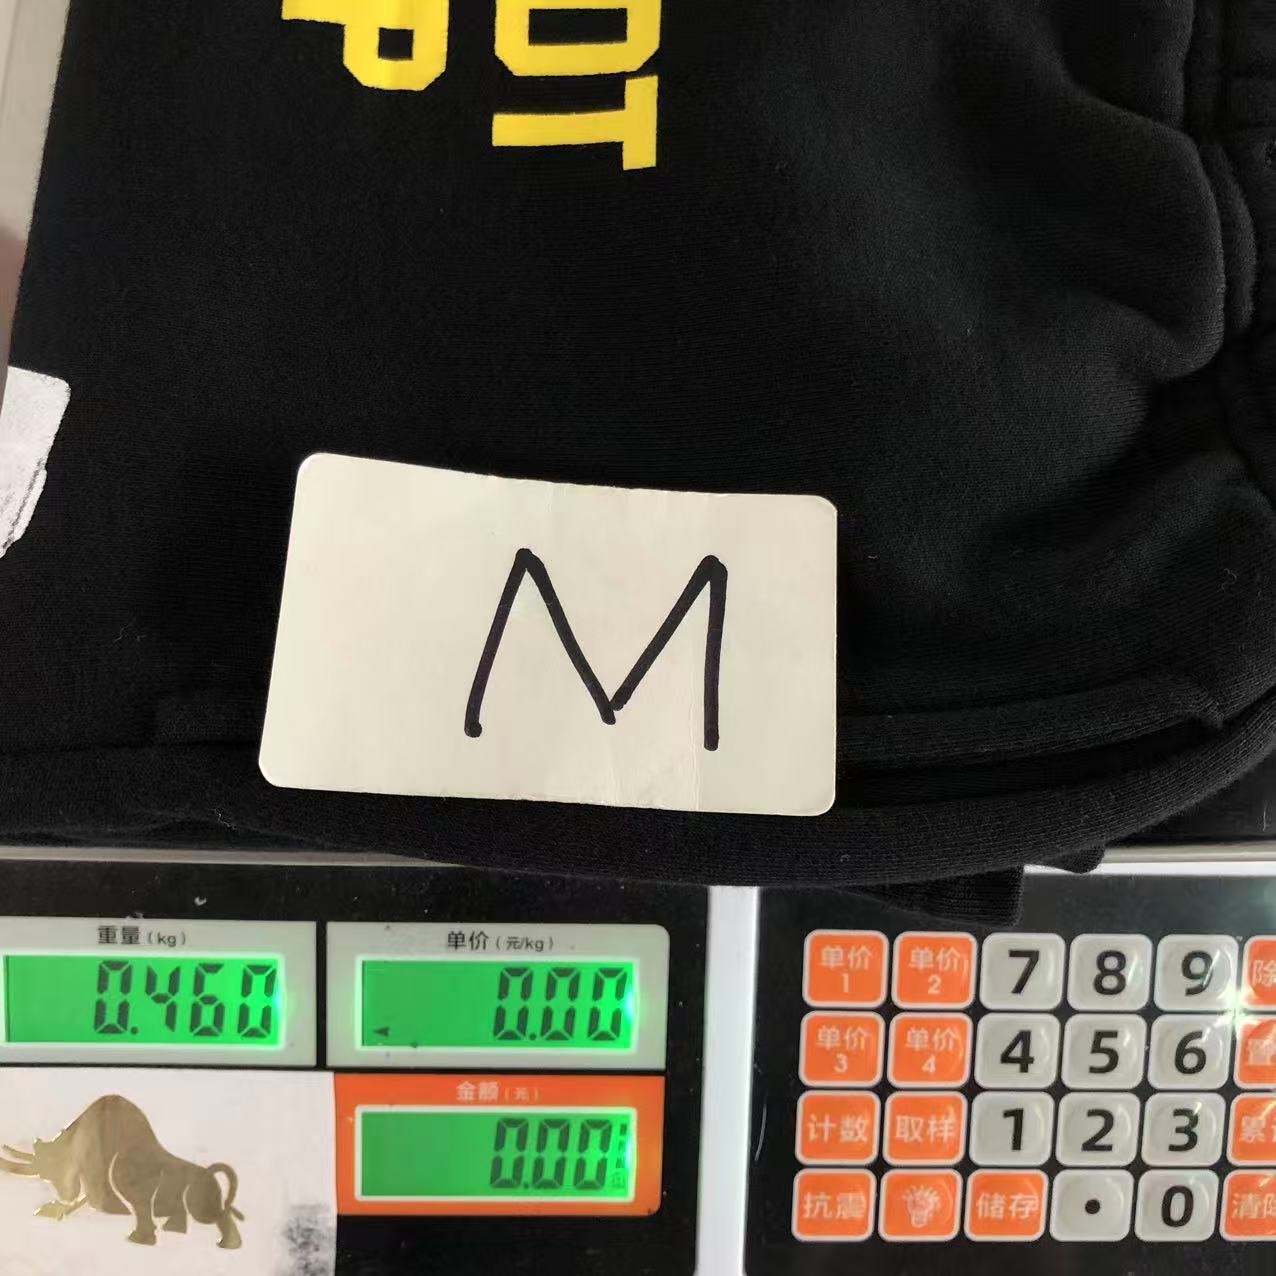 DT
P
M
重量(kg)
0.460
单价(元/kg)
0.00
金额(元)
0.00
单价1 单价2 7 8 9
单价3 单价4 4 5 6
计数 取样 1 2 3
抗震 储存 . 0